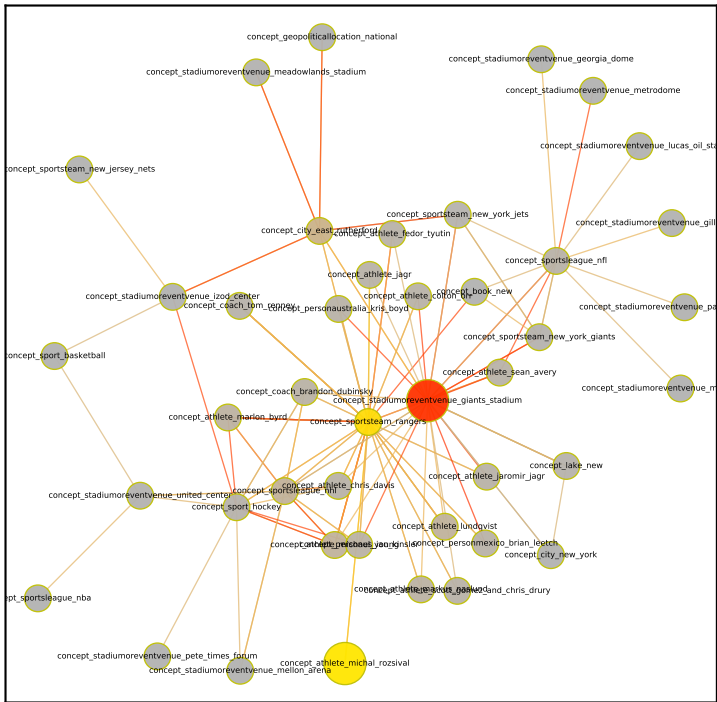 concept_geopoliticallocation_national
concept_stadiumoreventvenue_georgia_dome
concept_stadiumoreventvenue_meadowlands_stadium
concept_stadiumoreventvenue_metrodome
concept_stadiumoreventvenue_lucas_oil_sta
concept_sportsteam_new_jersey_nets
concept_sportsteam_new_york_jets
concept_stadiumoreventvenue_gill
concept_city_east_rutherford
concept_athlete_fedor_tyutin
concept_sportsleague_nfl
concept_athlete_jagr
concept_stadiumoreventvenue_izod_center
concept_athlete_colton_orr
concept_book_new
concept_coach_tom_renney
concept_personaustralia_kris_boyd
concept_stadiumoreventvenue_pa
concept_sportsteam_new_york_giants
concept_sport_basketball
concept_athlete_sean_avery
concept_stadiumoreventvenue_m
concept_coach_brandon_dubinsky
concept_stadiumoreventvenue_giants_stadium
concept_athlete_marlon_byrd
concept_sportsteam_rangers
concept_lake_new
concept_athlete_jaromir_jagr
concept_athlete_chris_davis
concept_sportsleague_nhl
concept_stadiumoreventvenue_united_center
concept_sport_hockey
concept_athlete_lundqvist
concept_personmexico_brian_leetch
concept_city_new_york
ept_sportsleague_nba
concept_stadiumoreventvenue_pete_times_forum
concept_athlete_michal_rozsival
concept_stadiumoreventvenue_mellon_arena